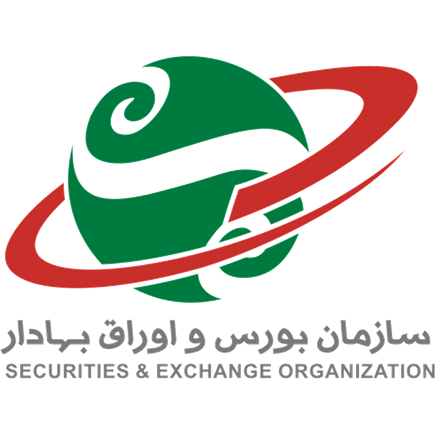 سازمان بورس و اوراق بهادار
SECURITIES & EXCHANGE ORGANIZATION